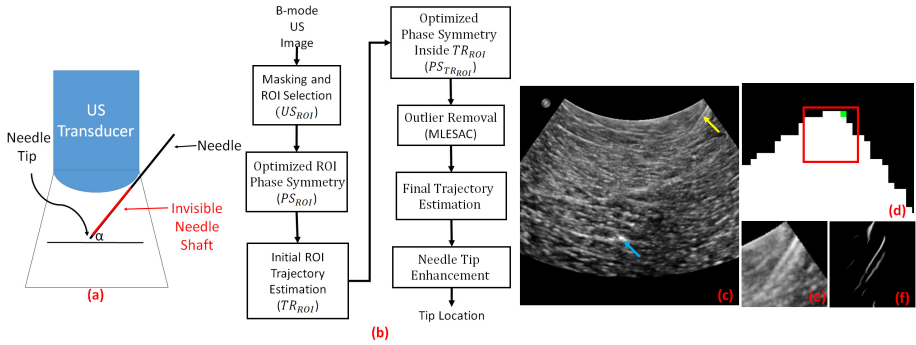 US
Transducer
Needle
Tip
Needle
Invisible
Needle
Shaft
α
(a)
B-mode
US
Image
Masking and
ROI Selection
(US_ROI)
Optimized ROI
Phase Symmetry
(PS_ROI)
Initial ROI
Trajectory
Estimation
(TR_ROI)
Optimized
Phase Symmetry
Inside TR_ROI
(PS_TR_ROI)
Outlier Removal
(MLESAC)
Final Trajectory
Estimation
Needle Tip
Enhancement
Tip Location
(b)
(c)
(d)
(e)
(f)